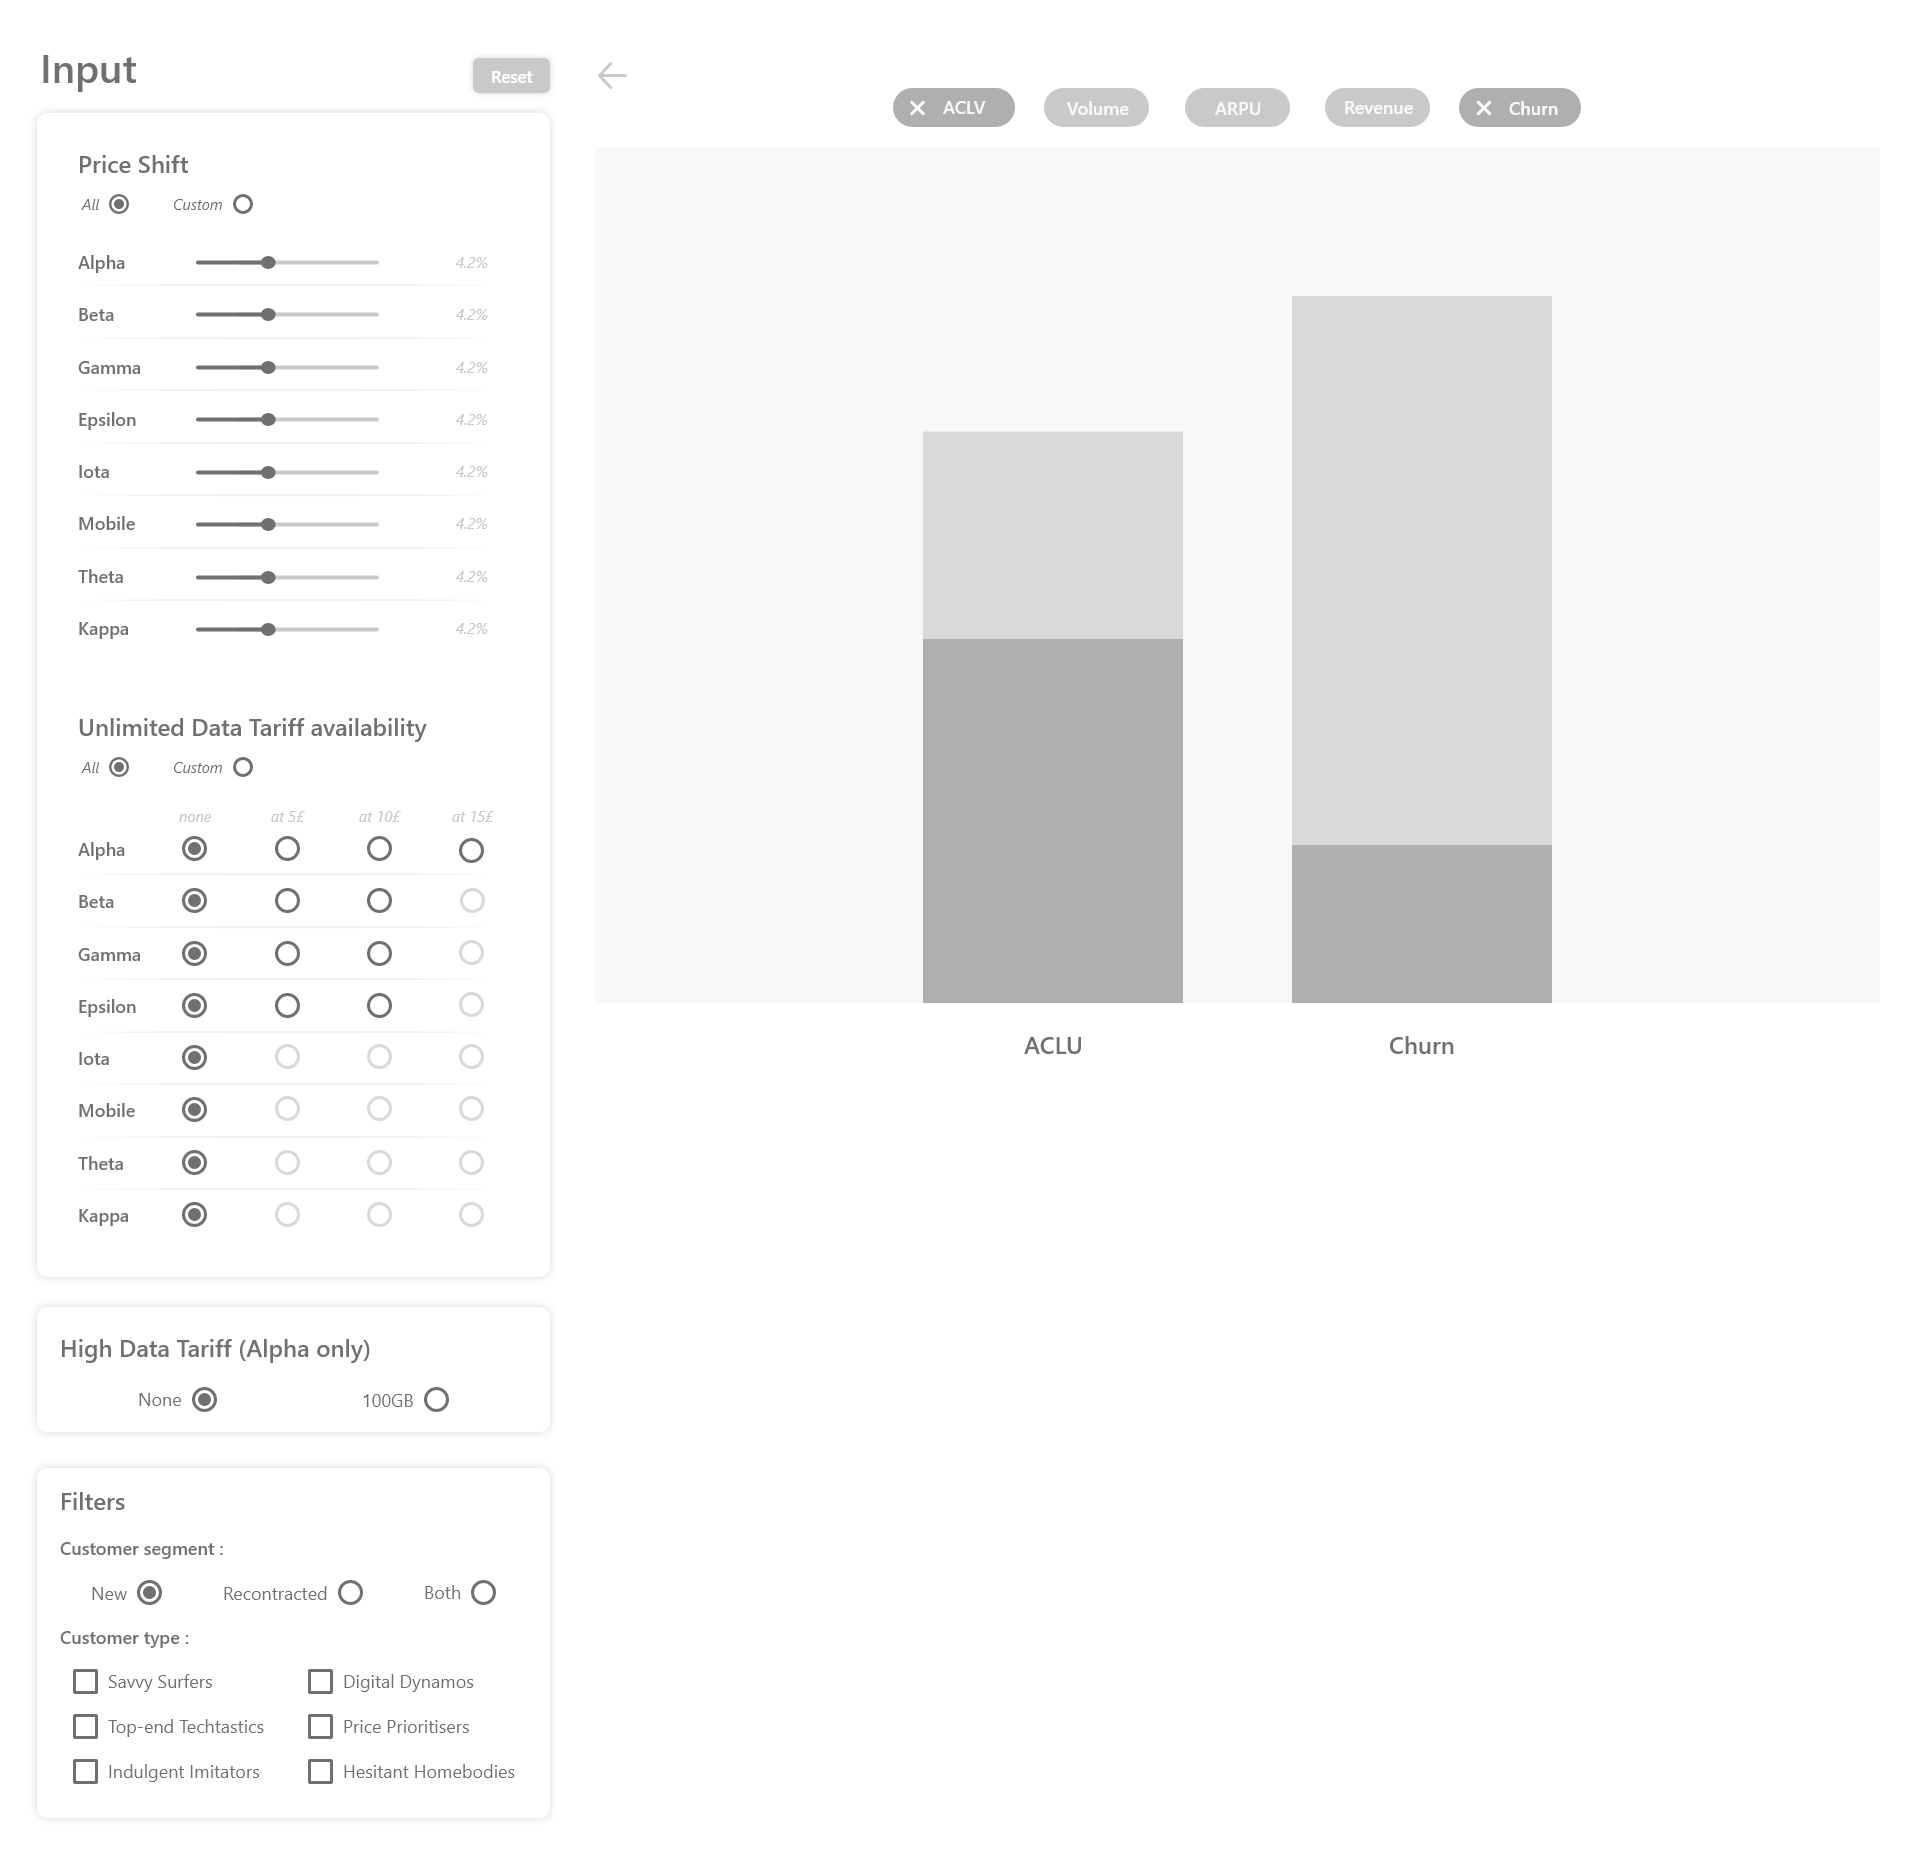 Input
Reset
Price Shift
All Custom
Alpha 4.2%
Beta 4.2%
Gamma 4.2%
Epsilon 4.2%
Iota 4.2%
Mobile 4.2%
Theta 4.2%
Kappa 4.2%
Unlimited Data Tariff availability
All Custom
none at 5£ at 10£ at 15£
Alpha
Beta
Gamma
Epsilon
Iota
Mobile
Theta
Kappa
High Data Tariff (Alpha only)
None 100GB
Filters
Customer segment :
New Recontracted Both
Customer type :
Savvy Surfers Digital Dynamos
Top-end Techtastics Price Prioritisers
Indulgent Imitators Hesitant Homebodies
ACLV Volume ARPU Revenue Churn
ACLU Churn